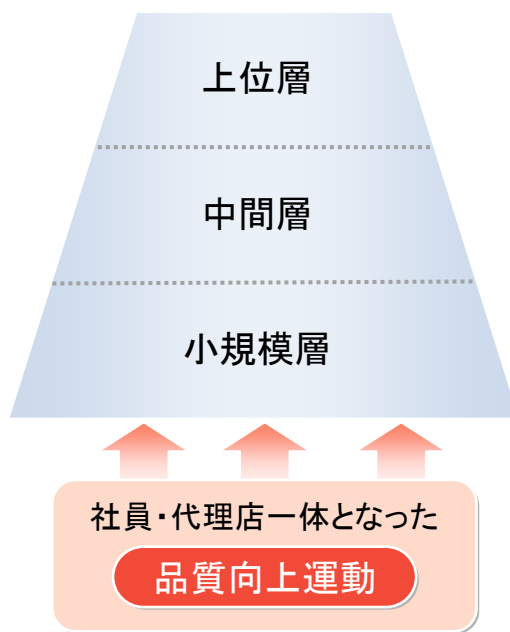 上位層
中間層
小規模層
社員・代理店一体となった
品質向上運動